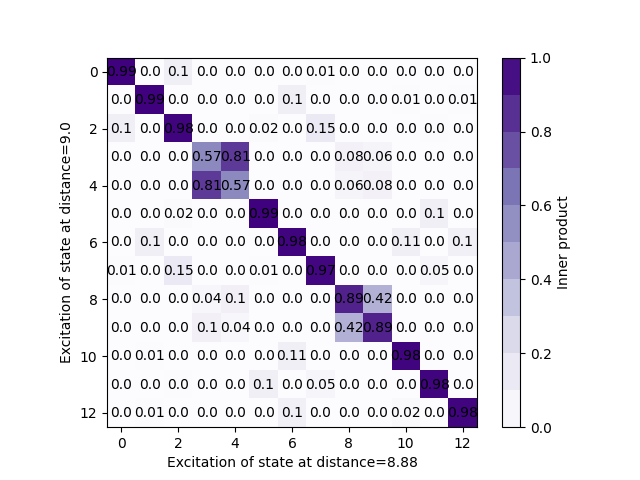 1.0
0 0.99 0.0 0.1 0.0 0.0 0.0 0.0 0.01 0.0 0.0 0.0 0.0 0.0
0.0 0.99 0.0 0.0 0.0 0.0 0.1 0.0 0.0 0.0 0.01 0.0 0.01
2 0.1 0.0 0.98 0.0 0.0 0.02 0.0 0.15 0.0 0.0 0.0 0.0 0.0 0.8
0.0 0.0 0.0 0.57 0.81 0.0 0.0 0.0 0.08 0.06 0.0 0.0 0.0
4 0.0 0.0 0.0 0.81 0.57 0.0 0.0 0.0 0.06 0.08 0.0 0.0 0.0
0.0 0.0 0.02 0.0 0.0 0.99 0.0 0.0 0.0 0.0 0.0 0.1 0.0 0.6
6 0.0 0.1 0.0 0.0 0.0 0.0 0.98 0.0 0.0 0.0 0.11 0.0 0.1
0.01 0.0 0.15 0.0 0.0 0.01 0.0 0.97 0.0 0.0 0.0 0.05 0.0 0.4
8 0.0 0.0 0.0 0.04 0.1 0.0 0.0 0.0 0.89 0.42 0.0 0.0 0.0
0.0 0.0 0.0 0.1 0.04 0.0 0.0 0.0 0.42 0.89 0.0 0.0 0.0
10 0.0 0.01 0.0 0.0 0.0 0.0 0.11 0.0 0.0 0.0 0.98 0.0 0.0 0.2
0.0 0.0 0.0 0.0 0.0 0.1 0.0 0.05 0.0 0.0 0.0 0.98 0.0
12 0.0 0.01 0.0 0.0 0.0 0.0 0.1 0.0 0.0 0.0 0.02 0.0 0.98 0.0
0 2 4 6 8 10 12
Excitation of state at distance=8.88
Excitation of state at distance=9.0
Inner product